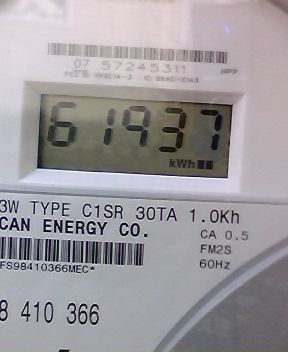 07 57245311
61937
kWh
3W TYPE C1SR 30TA 1.0Kh
CAN ENERGY CO.
CA 0.5
FM2S
60Hz
FS98410366MEC*
8 410 366